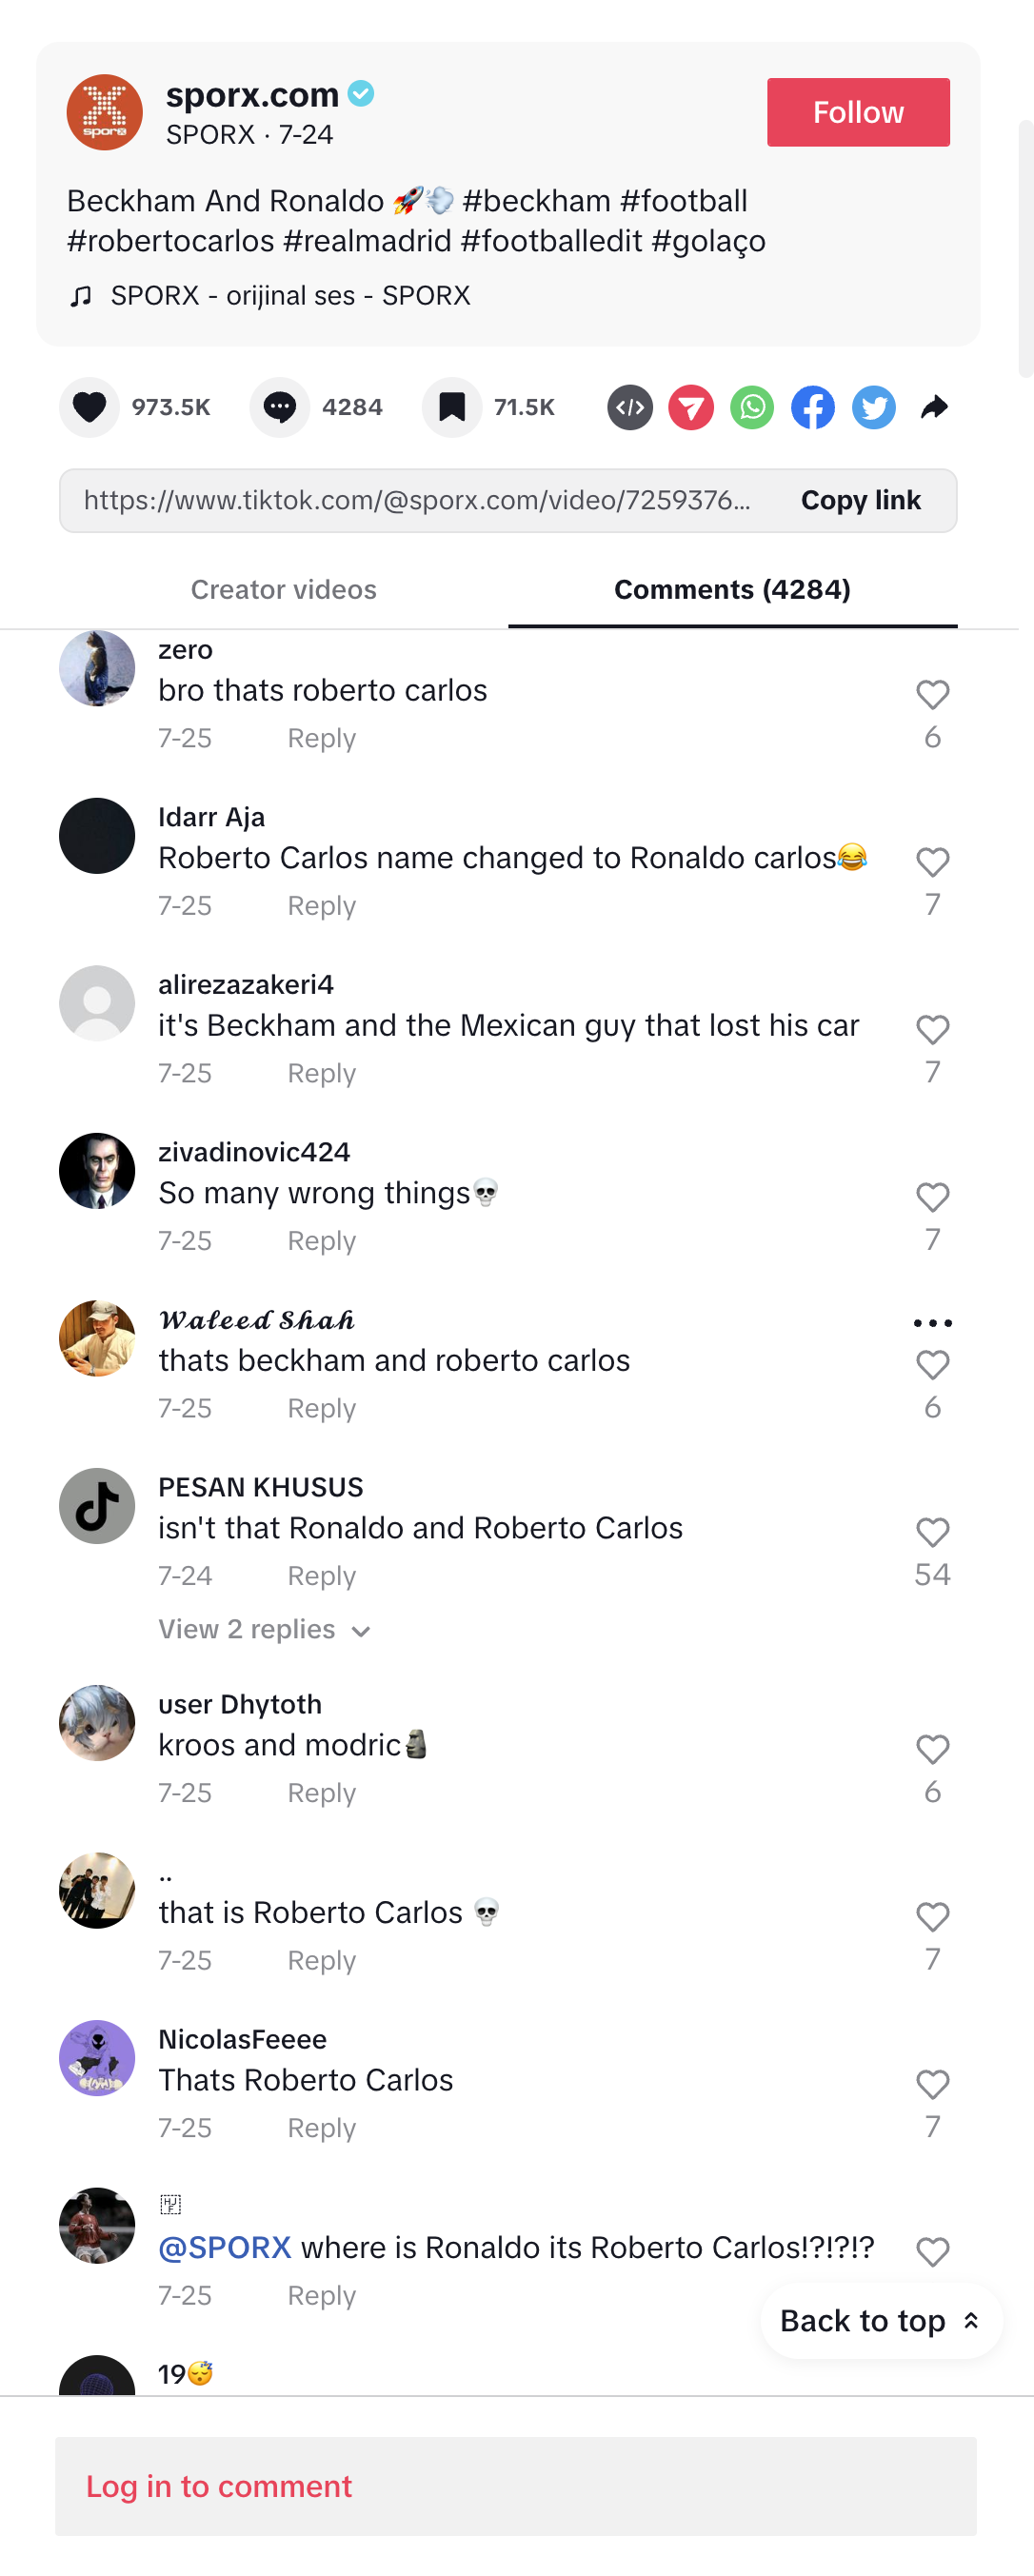 sporx
sporx.com
SPORX · 7-24
Follow
Beckham And Ronaldo 🚀💨 #beckham #football
#robertocarlos #realmadrid #footballedit #golaço
SPORX - orijinal ses - SPORX
973.5K 4284 71.5K
https://www.tiktok.com/@sporx.com/video/7259376... Copy link
Creator videos Comments (4284)
zero
bro thats roberto carlos
7-25 Reply 6
Idarr Aja
Roberto Carlos name changed to Ronaldo carlos😂
7-25 Reply 7
alirezazakeri4
it's Beckham and the Mexican guy that lost his car
7-25 Reply 7
zivadinovic424
So many wrong things💀
7-25 Reply 7
𝓦𝓪𝓵𝓮𝓮𝓭 𝓢𝓱𝓪𝓱
thats beckham and roberto carlos
7-25 Reply 6
PESAN KHUSUS
isn't that Ronaldo and Roberto Carlos
7-24 Reply 54
View 2 replies
user Dhytoth
kroos and modric🗿
7-25 Reply 6
..
that is Roberto Carlos 💀
7-25 Reply 7
NicolasFeeee
Thats Roberto Carlos
7-25 Reply 7
@SPORX where is Ronaldo its Roberto Carlos!?!?!?
7-25 Reply
Back to top
19😴
Log in to comment